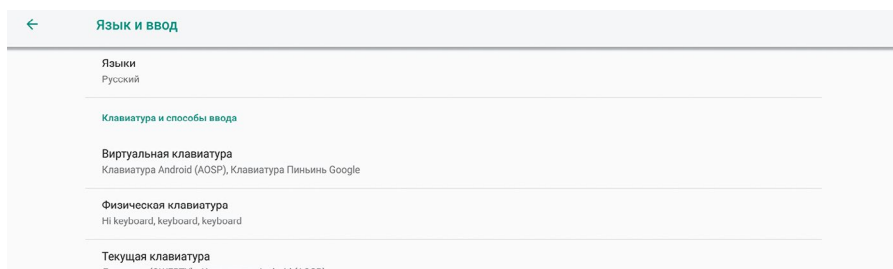 Язык и ввод
Языки
Русский
Клавиатура и способы ввода
Виртуальная клавиатура
Клавиатура Android (AOSP), Клавиатура Пиньинь Google
Физическая клавиатура
Hi keyboard, keyboard, keyboard
Текущая клавиатура